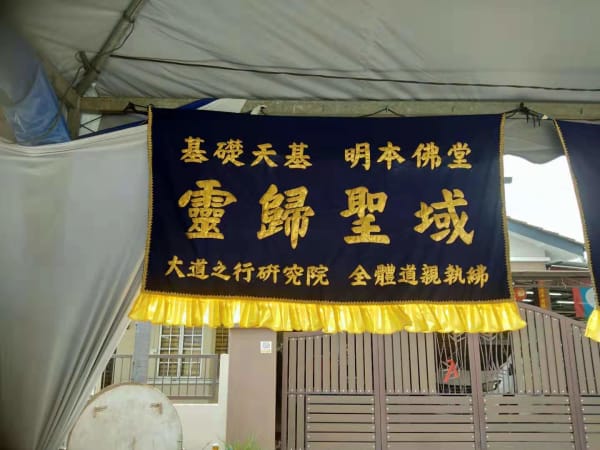 基礎天基 明本佛堂
靈歸聖域
大道之行研究院 全體道親執紼